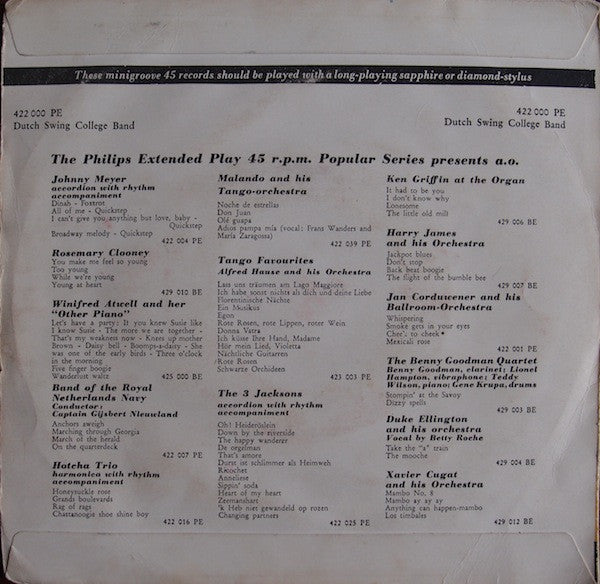 These minigroove 45 records should be played with a long-playing sapphire or diamond-stylus
422 000 PE
Dutch Swing College Band
422 000 PE
Dutch Swing College Band
The Philips Extended Play 45 r.p.m. Popular Series presents a.o.
Johnny Meyer
accordion with rhythm
accompaniment
Dinah - Foxtrot
All of me - Quickstep
I can't give you anything but love, baby -
Quickstep
Broadway melody - Quickstep
422 004 PE
Rosemary Clooney
You make me feel so young
Too young
While we're young
Young at heart
429 010 BE
Winifred Atwell and her
"Other Piano"
Let's have a party: If you knew Susie like
I know Susie - The more we are together -
That's my weakness now - Knees up mother
Brown - Daisy bell - Boomps-a-daisy - She
was one of the early birds - Three o'clock
in the morning
Five finger boogie
Wanderlust waltz
425 000 BE
Band of the Royal
Netherlands Navy
Conductor:
Captain Gijsbert Nieuwland
Anchors aweigh
Marching through Georgia
March of the herald
On the quarterdeck
422 007 PE
Hotcha Trio
harmonica with rhythm
accompaniment
Honeysuckle rose
Grands boulevards
Rag of rags
Chattanoogie shoe shine boy
422 016 PE
Malando and his
Tango-orchestra
Noche de estrellas
Don Juan
Olé guapa
Adios pampa mia (vocal: Frans Wanders and
Maria Zaragossa)
422 039 PE
Tango Favourites
Alfred Hause and his Orchestra
Lass uns träumen am Lago Maggiore
Ich habe sonst nichts als dich und deine Liebe
Florentinische Nächte
Ein Musikus
Egon
Rote Rosen, rote Lippen, roter Wein
Donna Vatra
Ich küsse Ihre Hand, Madame
Hör mein Lied, Violetta
Nächtliche Guitarren
Rote Rosen
Schwarze Orchideen
423 003 PE
The 3 Jacksons
accordion with rhythm
accompaniment
Oh! Heideröslein
Down by the riverside
The happy wanderer
De orgelman
That's amore
Durst ist schlimmer als Heimweh
Ricochet
Anneliese
Sippin' soda
Heart of my heart
Zeemanshart
'k Heb niet gewandeld op rozen
Changing partners
422 025 PE
Ken Griffin at the Organ
It had to be you
I don't know why
Lonesome
The little old mill
429 006 BE
Harry James
and his Orchestra
Jackpot blues
Don't stop
Back beat boogie
The flight of the bumble bee
429 007 BE
Jan Corduwener and his
Ballroom-Orchestra
Whispering
Smoke gets in your eyes
Cheek to cheek
Mexicali rose
422 001 PE
The Benny Goodman Quartet
Benny Goodman, clarinet; Lionel
Hampton, vibraphone; Teddy
Wilson, piano; Gene Krupa, drums
Stompin' at the Savoy
Dizzy spells
429 003 BE
Duke Ellington
and his orchestra
Vocal by Betty Roche
Take the "a" train
The mooche
429 004 BE
Xavier Cugat
and his Orchestra
Mambo No. 8
Mambo ay ay ay
Anything can happen-mambo
Los timbales
429 012 BE